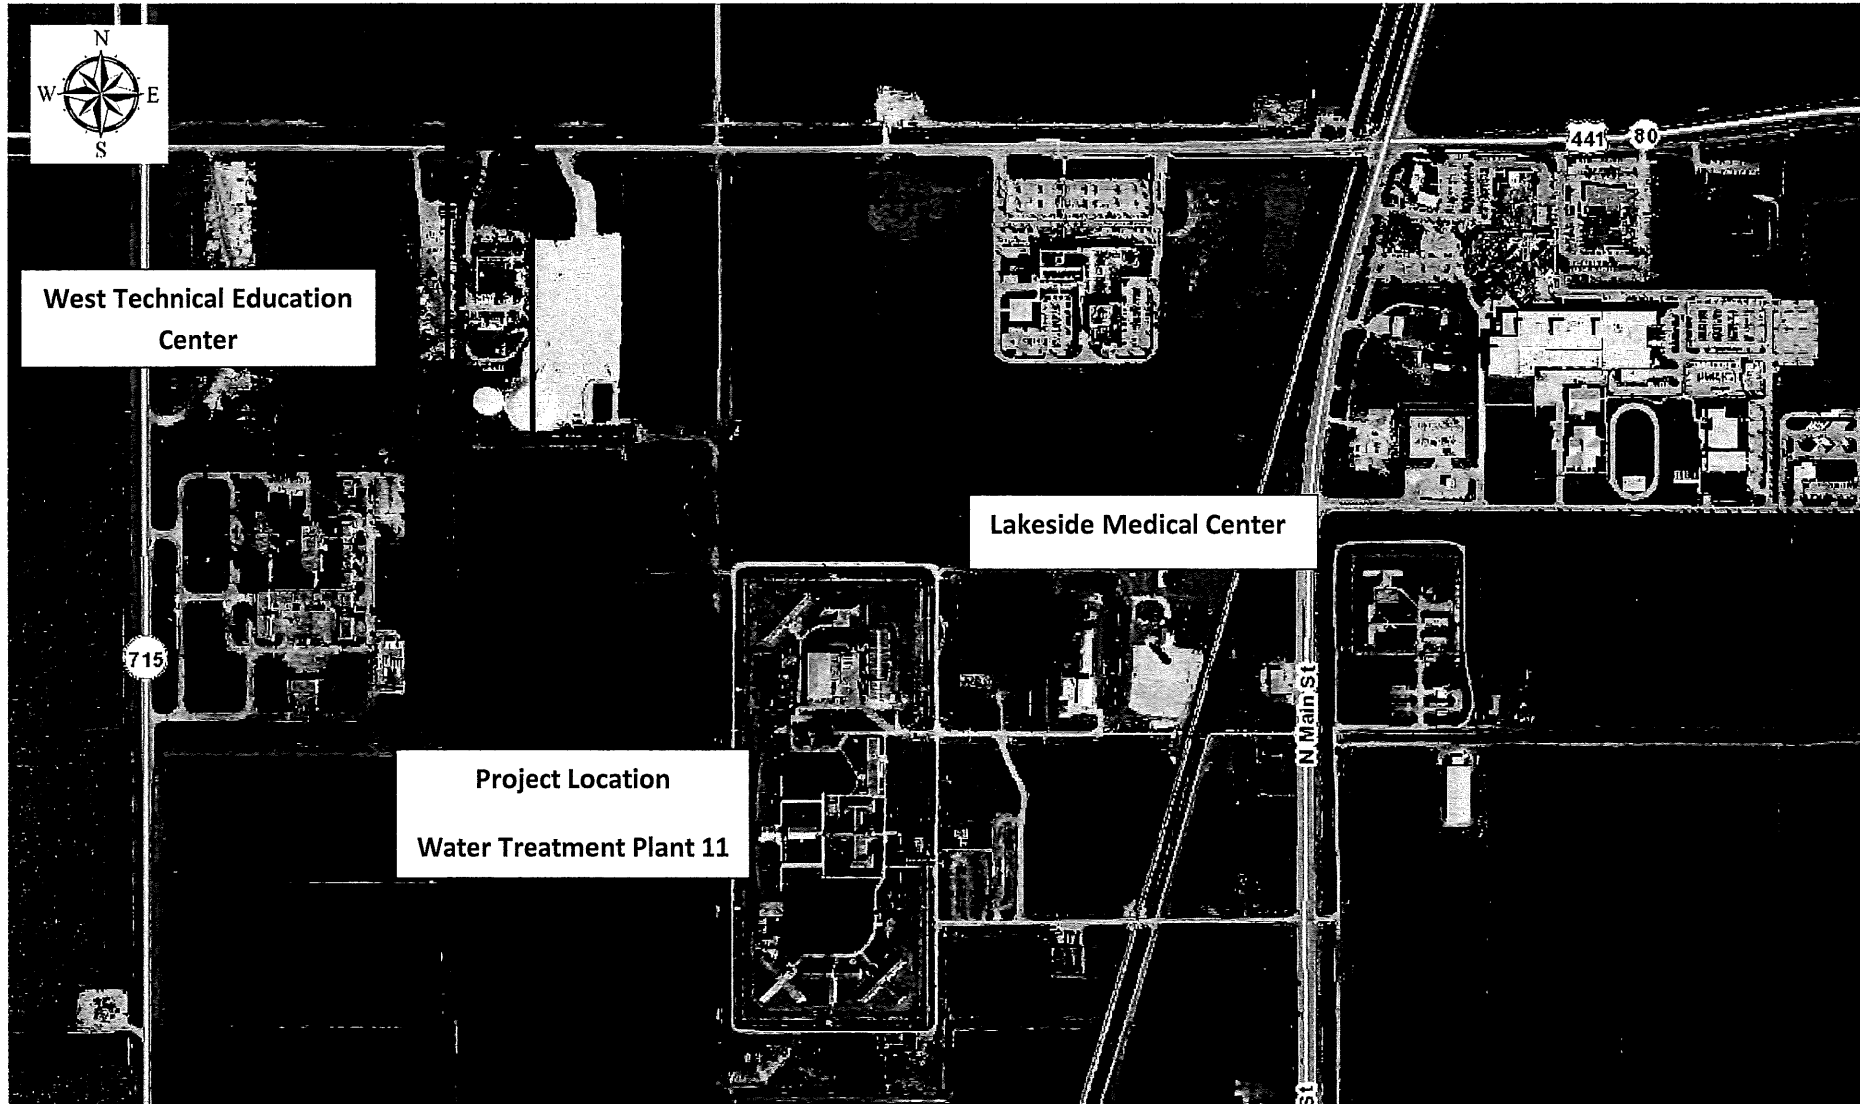 N
W E
S
441 80
West Technical Education
Center
Lakeside Medical Center
715
N Main St
Project Location
Water Treatment Plant 11
St